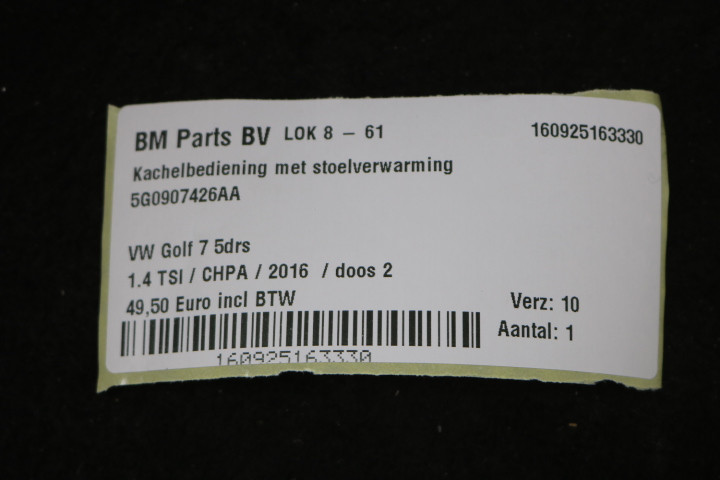 BM Parts BV LOK 8 - 61 160925163330
Kachelbediening met stoelverwarming
5G0907426AA
VW Golf 7 5drs
1.4 TSI / CHPA / 2016 / doos 2
49,50 Euro incl BTW
Verz: 10
Aantal: 1
160925163330